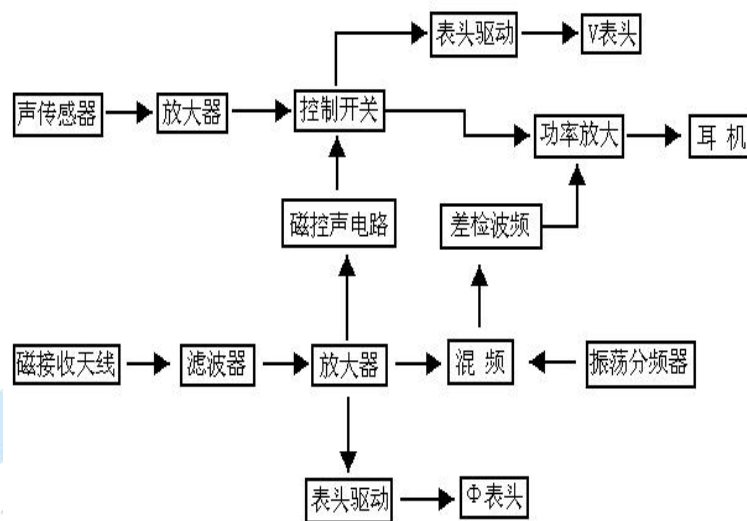 表头驱动
V表头
声传感器
放大器
控制开关
功率放大
耳 机
磁控声电路
差检波频
磁接收天线
滤波器
放大器
混 频
振荡分频器
表头驱动
Φ表头